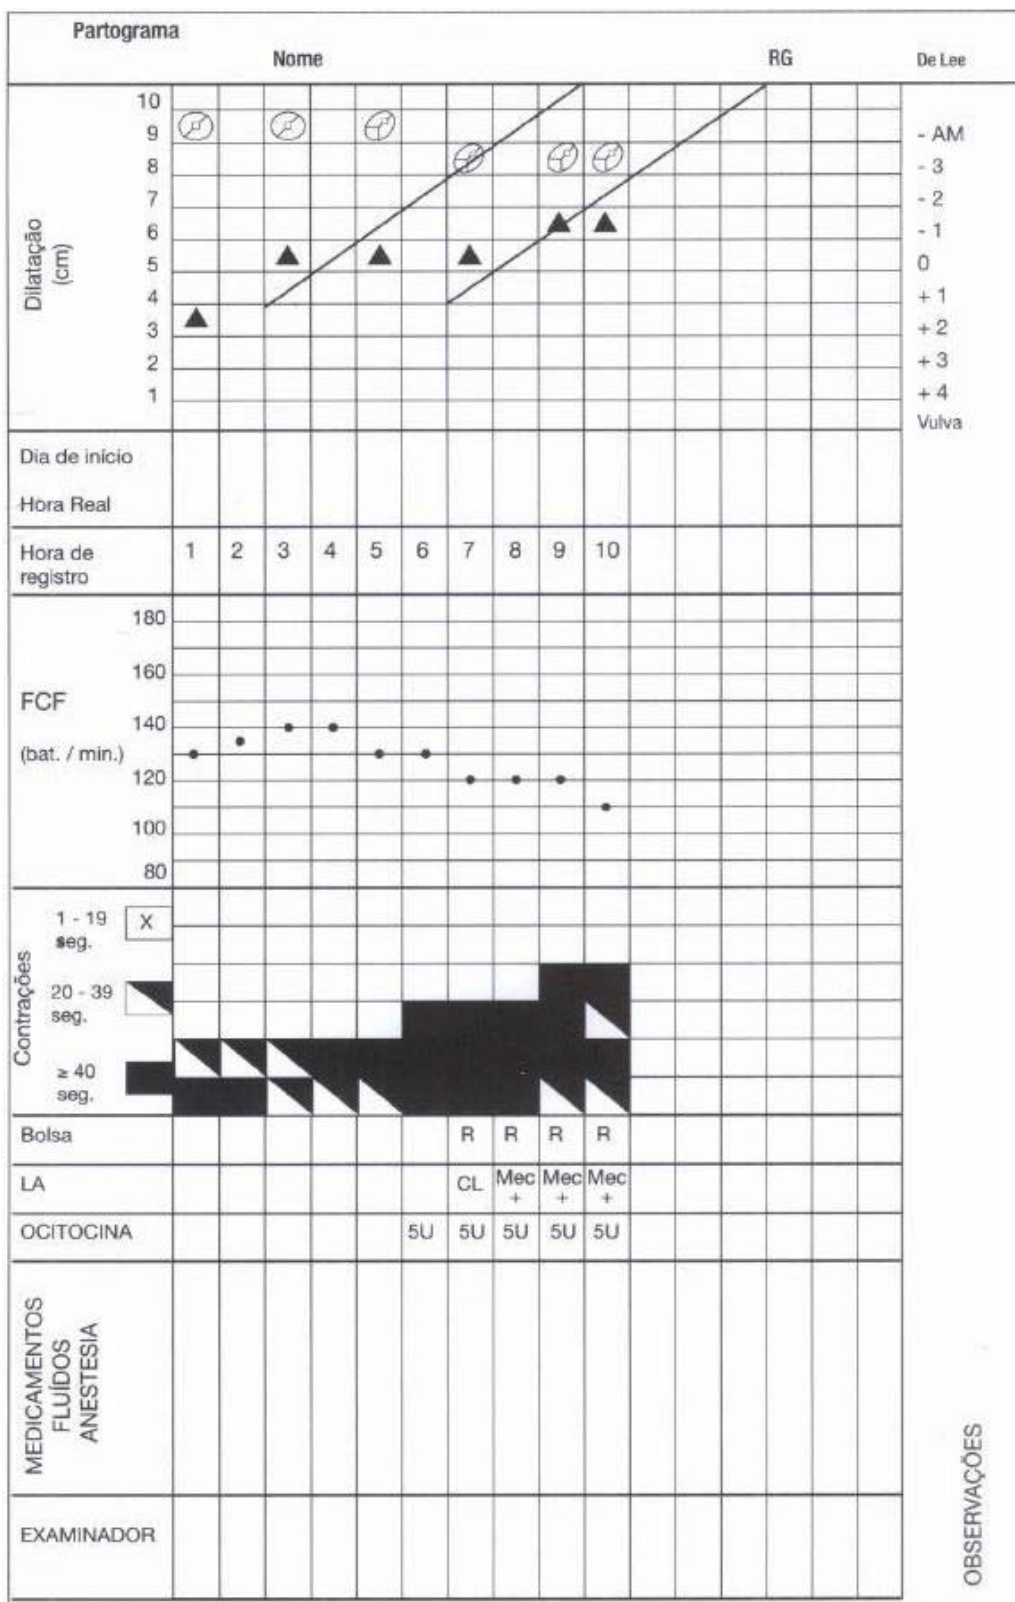 Partograma
Nome RG De Lee
Dilatação
(cm)
10
9 - AM
8 - 3
7 - 2
6 - 1
5 0
4 + 1
3 + 2
2 + 3
1 + 4
Vulva
Dia de início
Hora Real
Hora de
registro
1 2 3 4 5 6 7 8 9 10
FCF
(bat. / min.)
180
160
140
120
100
80
Contrações
1 - 19
seg.
X
20 - 39
seg.
≥ 40
seg.
Bolsa R R R R
LA CL Mec Mec Mec
+ + +
OCITOCINA 5U 5U 5U 5U 5U
MEDICAMENTOS
FLUÍDOS
ANESTESIA
EXAMINADOR
OBSERVAÇÕES